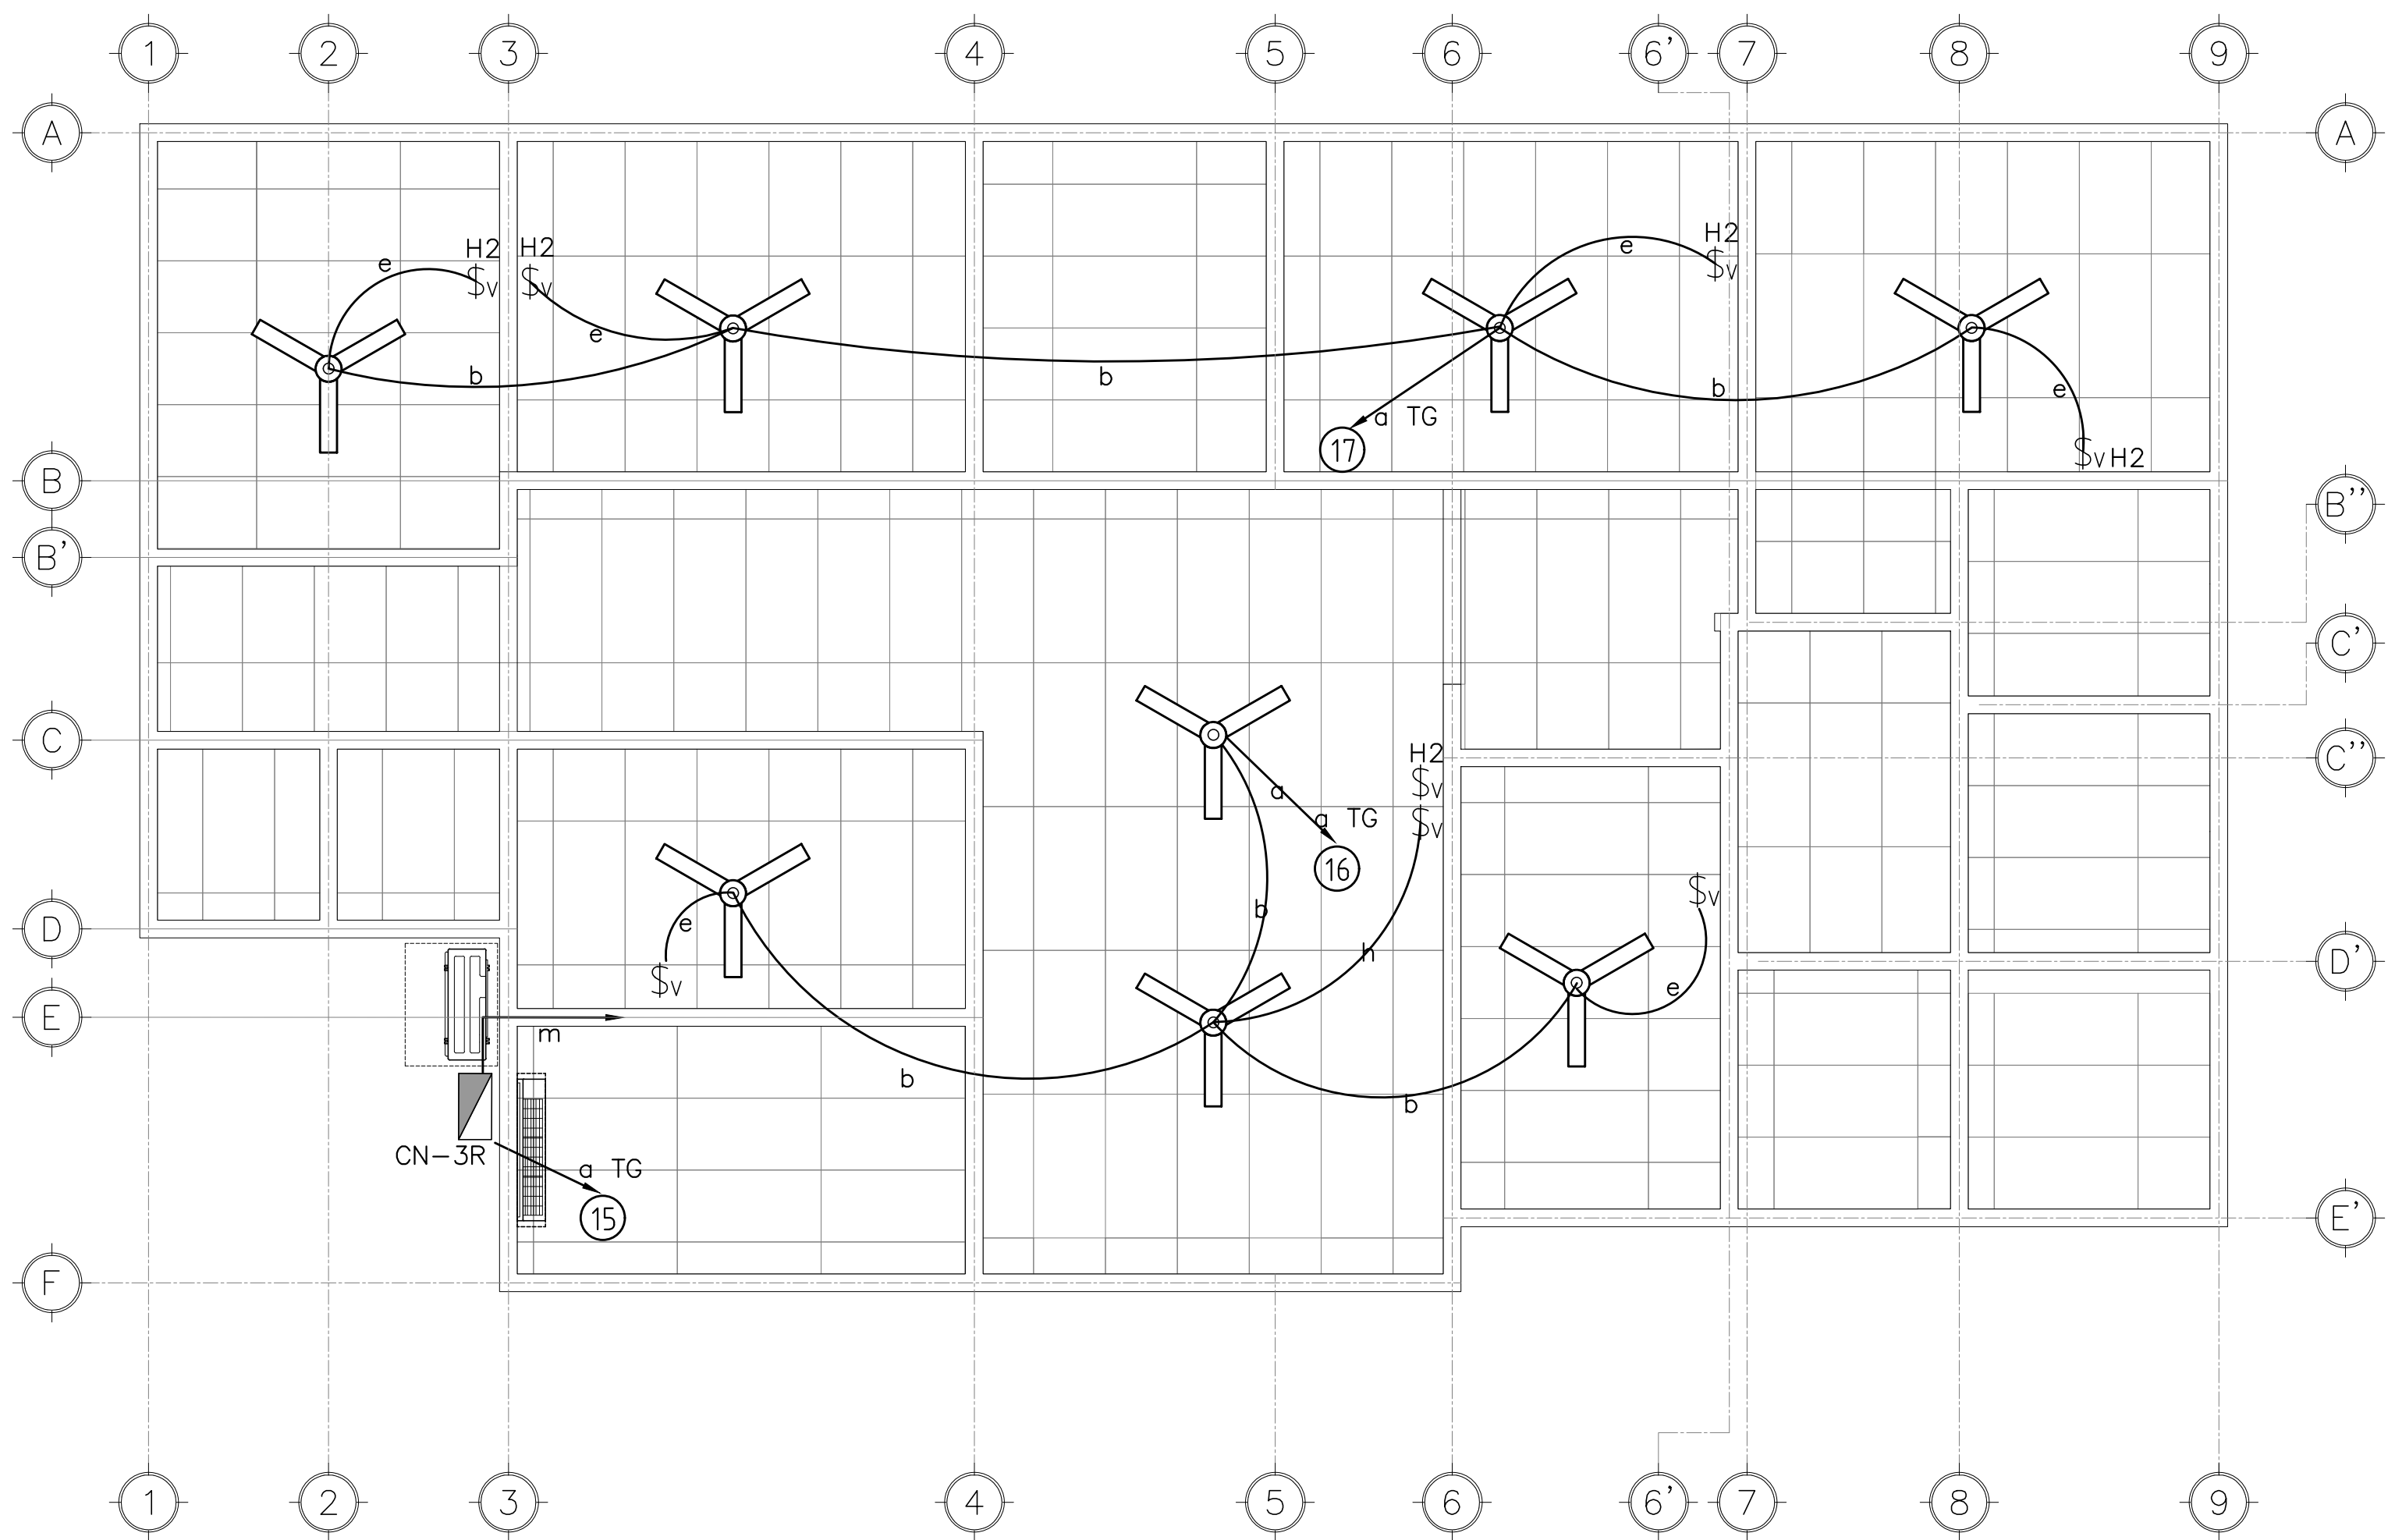 1 2 3 4 5 6 6' 7 8 9
A A
H2 H2 H2
e $v $v e $v
e
b b b e
a TG
17
$v H2
B B''
B'
C'
C H2 C''
$v
a
a TG $v
16
$v
b
e
D h D'
$v
e
E
m
b b
CN-3R a TG
15 E'
F
1 2 3 4 5 6 6' 7 8 9